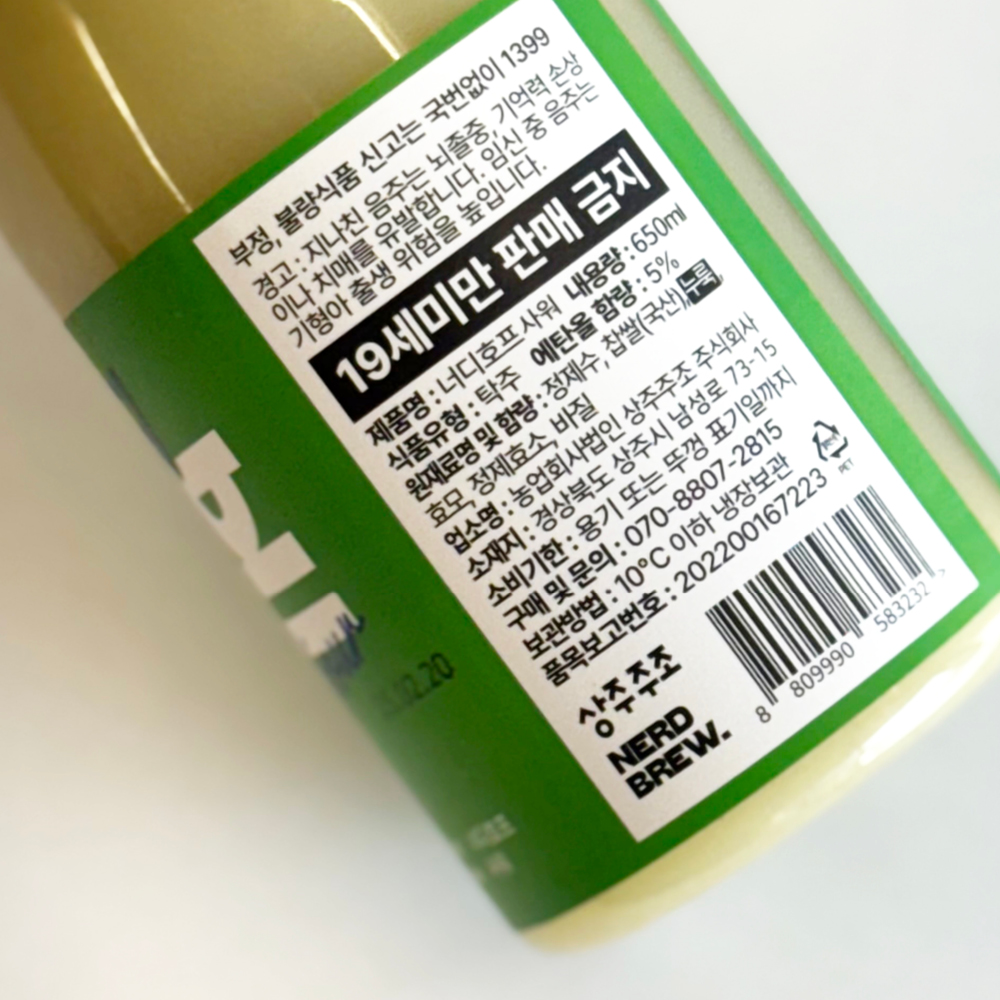 부정, 불량식품 신고는 국번없이 1399
경고 : 지나친 음주는 뇌졸중, 기억력 손상
이나 치매를 유발합니다. 임신 중 음주는
기형아 출생 위험을 높입니다.
19세미만 판매 금지
제품명 : 너디호프 사워 내용량 : 650ml
식품유형 : 탁주 에탄올 함량 : 5%
원재료명 및 함량 : 정제수, 찹쌀(국산), 누룩,
효모, 정제효소, 바질
업소명 : 농업회사법인 상주주조 주식회사
소재지 : 경상북도 상주시 남성로 73-15
소비기한 : 용기 또는 뚜껑 표기일까지
구매 및 문의 : 070-8807-2815
보관방법 : 10°C 이하 냉장보관
품목보고번호 : 202200167223
PET
상주주조
NERD
BREW.
8 809990 583232 >
02.20